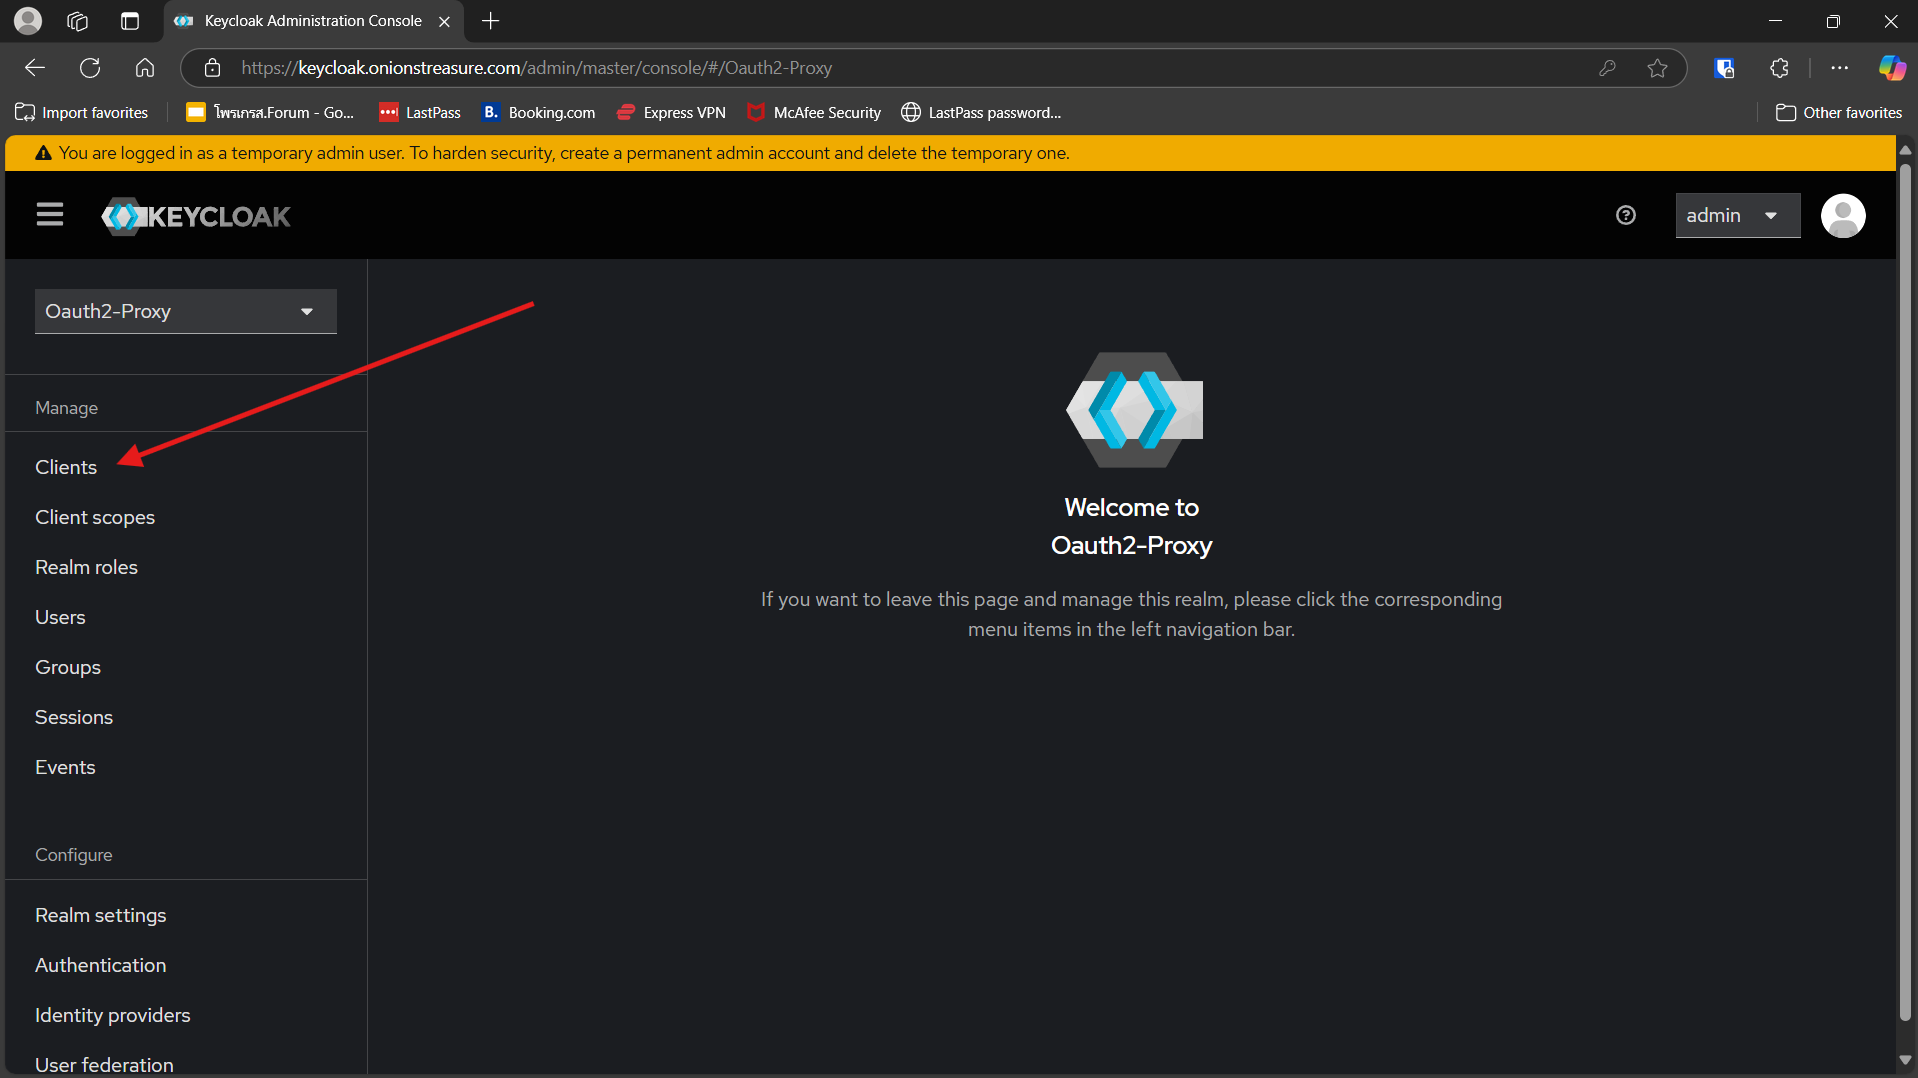 Keycloak Administration Console
https://keycloak.onionstreasure.com/admin/master/console/#/Oauth2-Proxy
Import favorites
โพรเกรส.Forum - Go...
LastPass
B. Booking.com
Express VPN
McAfee Security
LastPass password...
Other favorites
You are logged in as a temporary admin user. To harden security, create a permanent admin account and delete the temporary one.
KEYCLOAK
admin
Oauth2-Proxy
Manage
Clients
Client scopes
Realm roles
Users
Groups
Sessions
Events
Configure
Realm settings
Authentication
Identity providers
User federation
Welcome to
Oauth2-Proxy
If you want to leave this page and manage this realm, please click the corresponding
menu items in the left navigation bar.